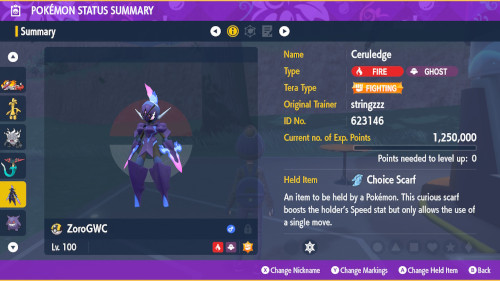 POKÉMON STATUS SUMMARY
Summary
Name Ceruledge
Type FIRE GHOST
Tera Type FIGHTING
Original Trainer stringzzz
ID No. 623146
Current no. of Exp. Points 1,250,000
Points needed to level up: 0
Held Item Choice Scarf
An item to be held by a Pokémon. This curious scarf
boosts the holder's Speed stat but only allows the use of
a single move.
ZoroGWC
Lv. 100
X Change Nickname Y Change Markings A Change Held Item B Back